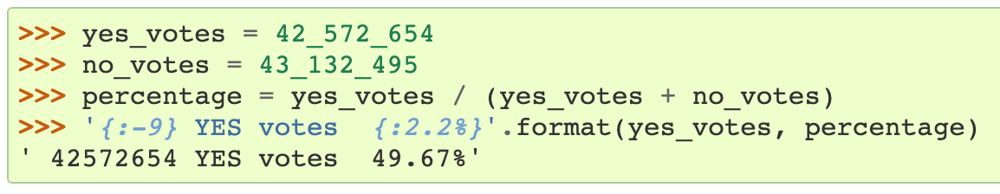 >>> yes_votes = 42_572_654
>>> no_votes = 43_132_495
>>> percentage = yes_votes / (yes_votes + no_votes)
>>> '{:-9} YES votes  {:2.2%}'.format(yes_votes, percentage)
' 42572654 YES votes  49.67%'